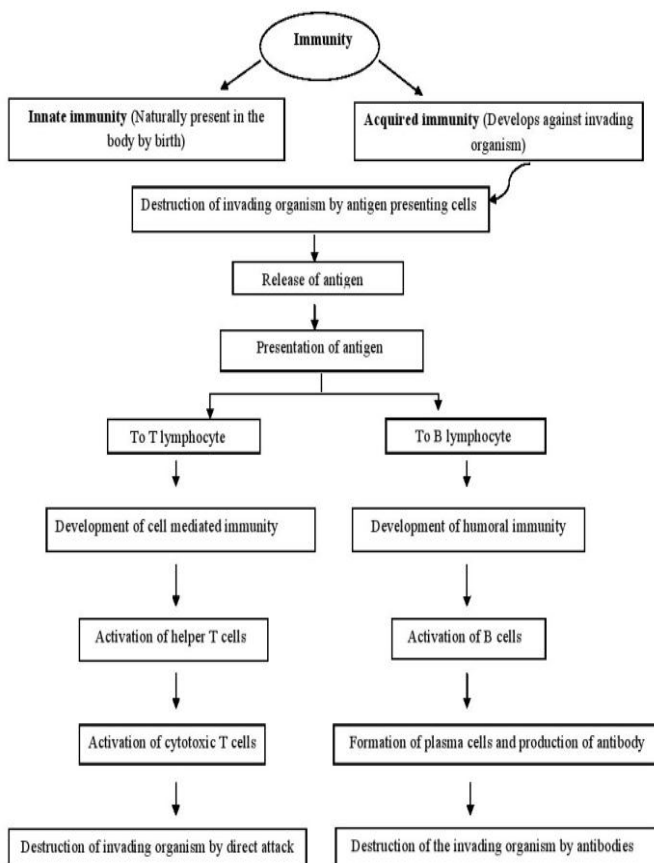 Immunity
Innate immunity (Naturally present in the
body by birth)
Acquired immunity (Develops against invading
organism)
Destruction of invading organism by antigen presenting cells
Release of antigen
Presentation of antigen
To T lymphocyte
To B lymphocyte
Development of cell mediated immunity
Development of humoral immunity
Activation of helper T cells
Activation of B cells
Activation of cytotoxic T cells
Formation of plasma cells and production of antibody
Destruction of invading organism by direct attack
Destruction of the invading organism by antibodies